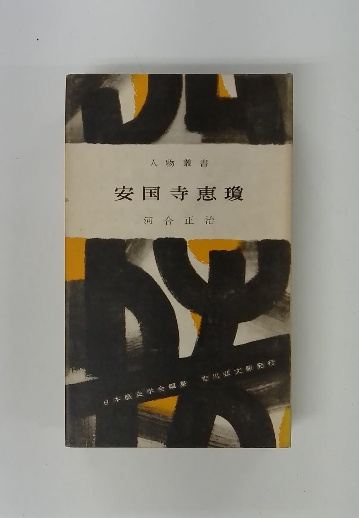 人物叢書
安国寺恵瓊
河合正治
日本歴史学会編集 吉川弘文館発行